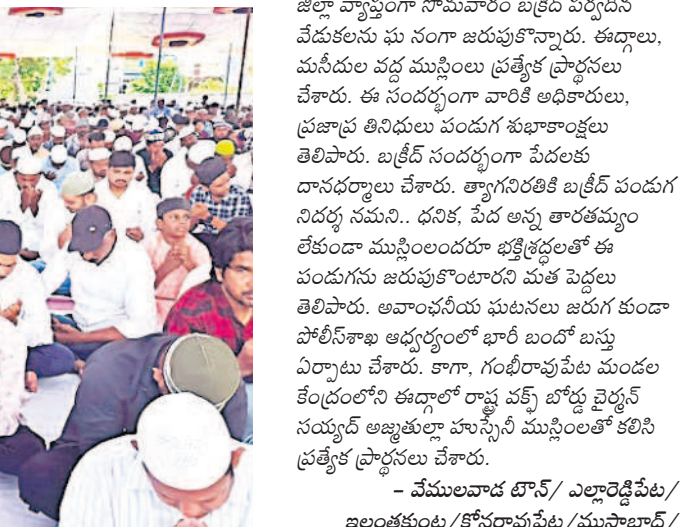 జిల్లా వ్యాప్తంగా సోమవారం బక్రీద్ పర్వదిన
వేడుకలను ఘ నంగా జరుపుకొన్నారు. ఈద్గాలు,
మసీదుల వద్ద ముస్లింలు ప్రత్యేక ప్రార్థనలు
చేశారు. ఈ సందర్భంగా వారికి అధికారులు,
ప్రజాప్ర తినిధులు పండుగ శుభాకాంక్షలు
తెలిపారు. బక్రీద్ సందర్భంగా పేదలకు
దానధర్మాలు చేశారు. త్యాగనిరతికి బక్రీద్ పండుగ
నిదర్శ నమని.. ధనిక, పేద అన్న తారతమ్యం
లేకుండా ముస్లింలందరూ భక్తిశ్రద్ధలతో ఈ
పండుగను జరుపుకొంటారని మత పెద్దలు
తెలిపారు. అవాంఛనీయ ఘటనలు జరుగ కుండా
పోలీస్‌శాఖ ఆధ్వర్యంలో భారీ బందో బస్తు
ఏర్పాటు చేశారు. కాగా, గంభీరావుపేట మండల
కేంద్రంలోని ఈద్గాలో రాష్ట్ర వక్ఫ్ బోర్డు చైర్మన్
సయ్యద్ అజ్మతుల్లా హుస్సేనీ ముస్లింలతో కలిసి
ప్రత్యేక ప్రార్థనలు చేశారు.
– వేములవాడ టౌన్/ ఎల్లారెడ్డిపేట/
ఇల్లంతకుంట/కోనరావుపేట/ముస్తాబాద్/